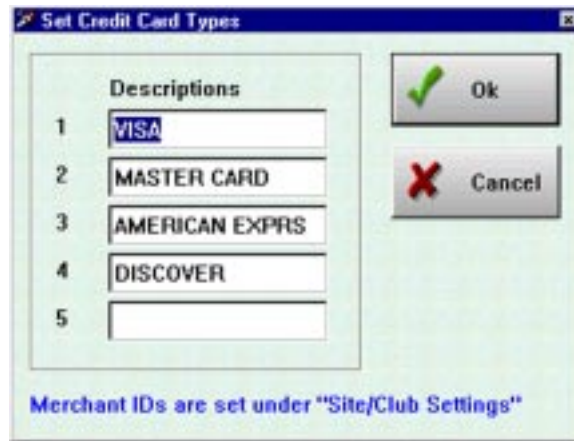 Set Credit Card Types
Descriptions
1 VISA
2 MASTER CARD
3 AMERICAN EXPRS
4 DISCOVER
5
Ok
Cancel
Merchant IDs are set under "Site/Club Settings"